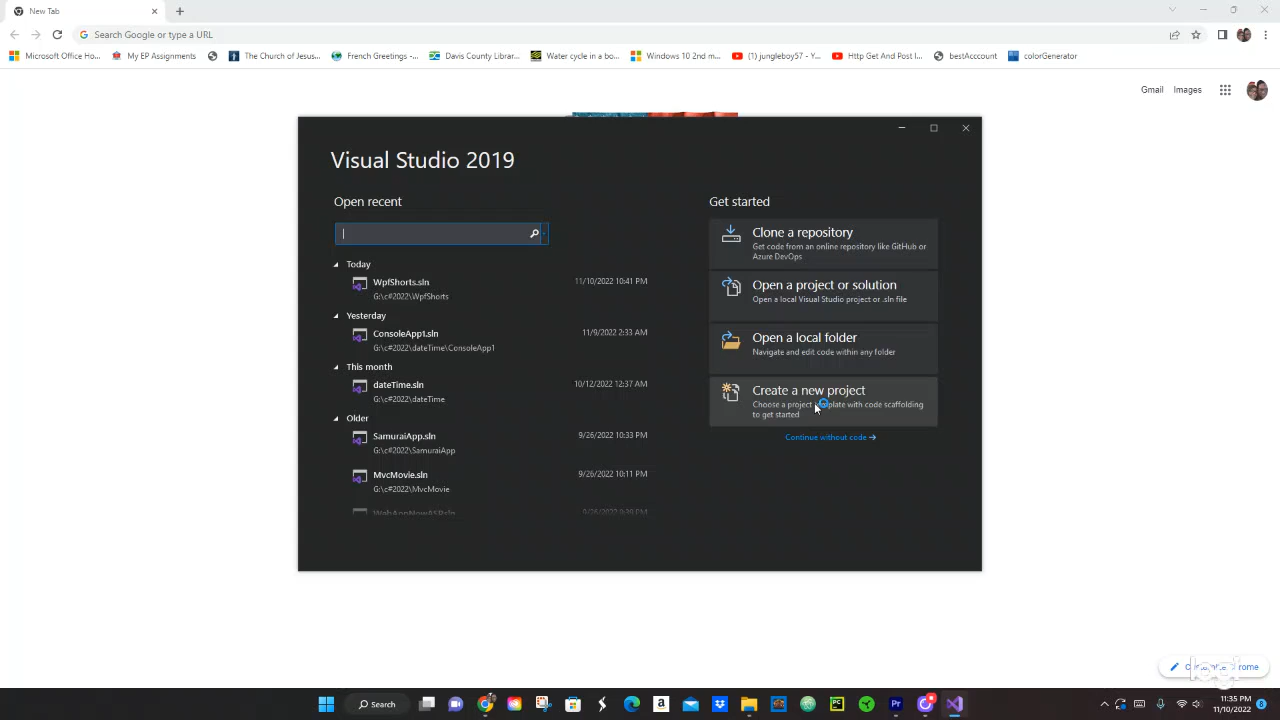 New Tab
Search Google or type a URL
Microsoft Office Ho...
My EP Assignments
The Church of Jesus...
French Greetings -...
Davis County Librar...
Water cycle in a bo...
Windows 10 2nd m...
(1) jungleboy57 - Y...
Http Get And Post I...
bestAcccount
colorGenerator
Gmail
Images
Visual Studio 2019
Open recent
Today
WpfShorts.sln
11/10/2022 10:41 PM
G:\c#2022\WpfShorts
Yesterday
ConsoleApp1.sln
11/9/2022 2:33 AM
G:\c#2022\dateTime\ConsoleApp1
This month
dateTime.sln
10/12/2022 12:37 AM
G:\c#2022\dateTime
Older
SamuraiApp.sln
9/26/2022 10:33 PM
G:\c#2022\SamuraiApp
MvcMovie.sln
9/26/2022 10:11 PM
G:\c#2022\MvcMovie
Get started
Clone a repository
Get code from an online repository like GitHub or
Azure DevOps
Open a project or solution
Open a local Visual Studio project or .sln file
Open a local folder
Navigate and edit code within any folder
Create a new project
Choose a project template with code scaffolding
to get started
Continue without code →
logi
Search
a
PC
Pr
11:35 PM
11/10/2022
3